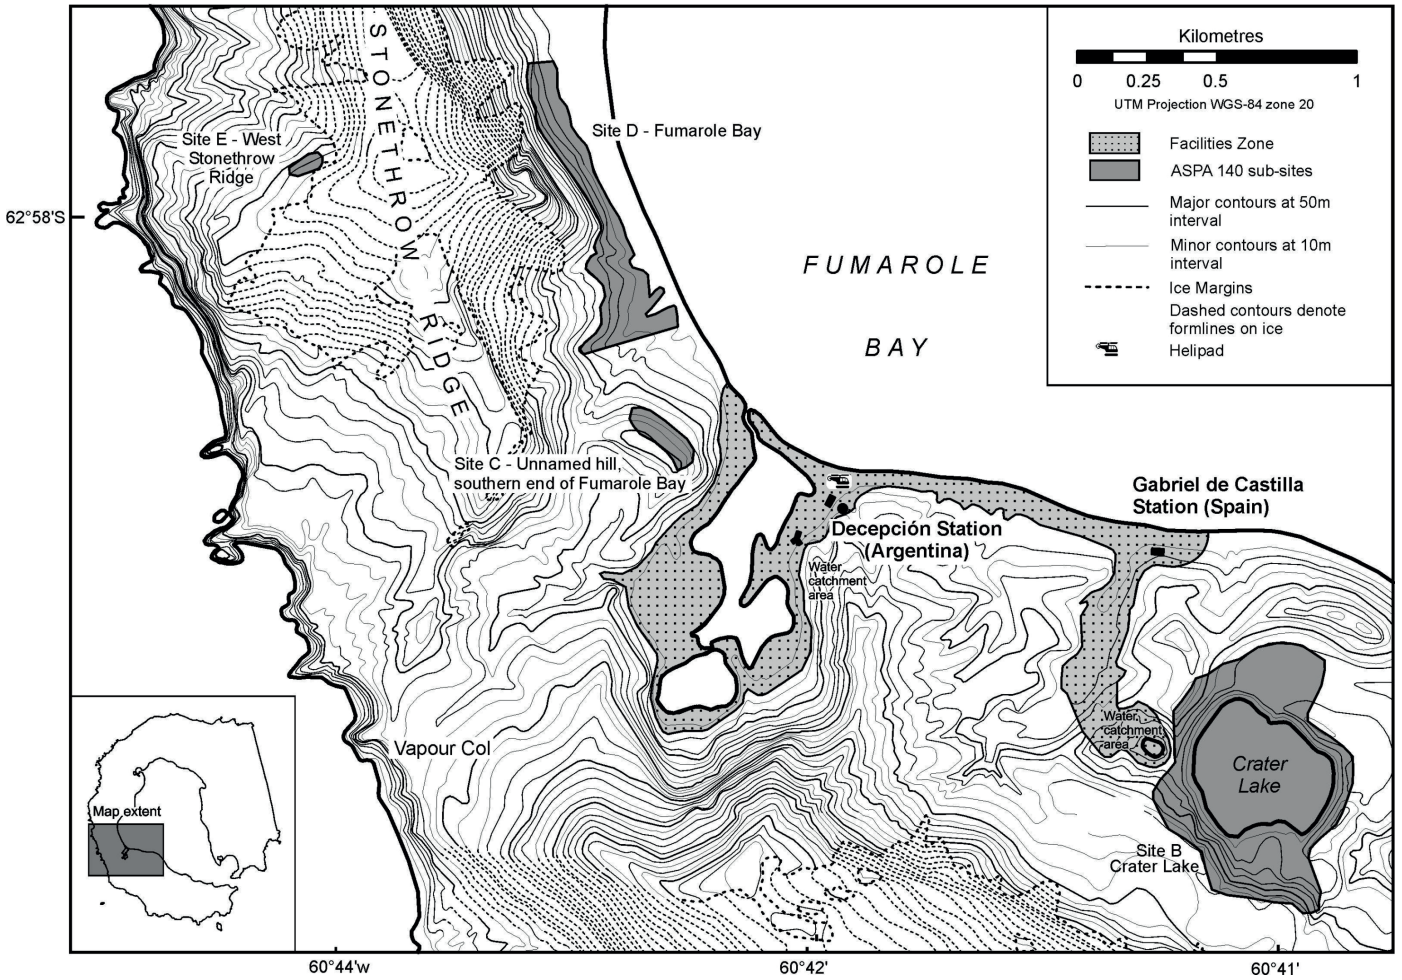 Kilometres
0 0.25 0.5 1
UTM Projection WGS-84 zone 20
Facilities Zone
ASPA 140 sub-sites
Major contours at 50m
interval
Minor contours at 10m
interval
Ice Margins
Dashed contours denote
formlines on ice
Helipad
STONETHROW RIDGE
Site E - West
Stonethrow
Ridge
Site D - Fumarole Bay
62°58'S
FUMAROLE
BAY
Site C - Unnamed hill,
southern end of Fumarole Bay
Gabriel de Castilla
Station (Spain)
Decepción Station
(Argentina)
Water
catchment
area
Water
catchment
area
Crater
Lake
Vapour Col
Map extent
Site B
Crater Lake
60°44'w
60°42'
60°41'